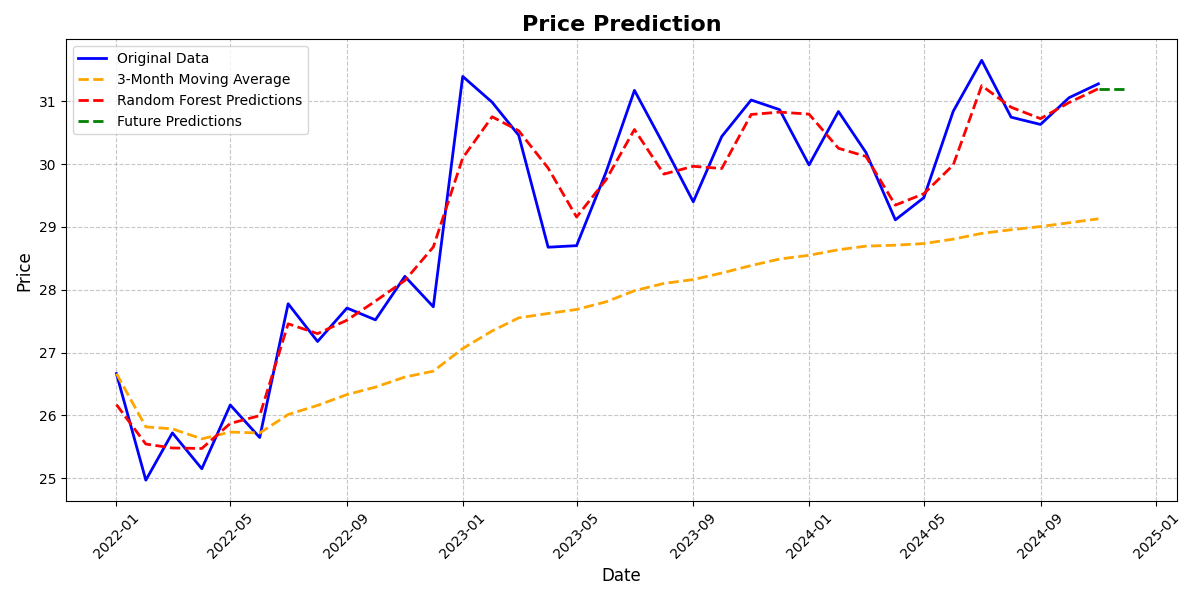 Price Prediction
Original Data
3-Month Moving Average
Random Forest Predictions
Future Predictions
Price
31
30
29
28
27
26
25
2022-01
2022-05
2022-09
2023-01
2023-05
2023-09
2024-01
2024-05
2024-09
2025-01
Date